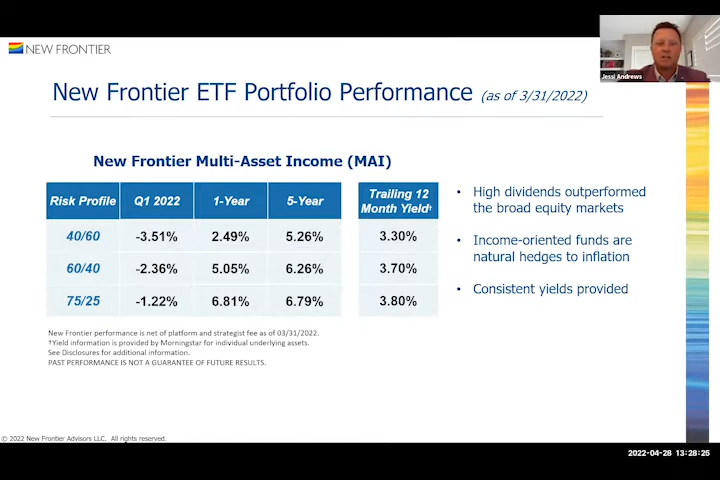 NEW FRONTIER
Jessi Andrews
New Frontier ETF Portfolio Performance (as of 3/31/2022)
New Frontier Multi-Asset Income (MAI)
Risk Profile Q1 2022 1-Year 5-Year Trailing 12 Month Yield†
40/60 -3.51% 2.49% 5.26% 3.30%
60/40 -2.36% 5.05% 6.26% 3.70%
75/25 -1.22% 6.81% 6.79% 3.80%
• High dividends outperformed
the broad equity markets
• Income-oriented funds are
natural hedges to inflation
• Consistent yields provided
New Frontier performance is net of platform and strategist fee as of 03/31/2022.
†Yield information is provided by Morningstar for individual underlying assets.
See Disclosures for additional information.
PAST PERFORMANCE IS NOT A GUARANTEE OF FUTURE RESULTS.
© 2022 New Frontier Advisors LLC. All rights reserved.
2022-04-28 13:28:25